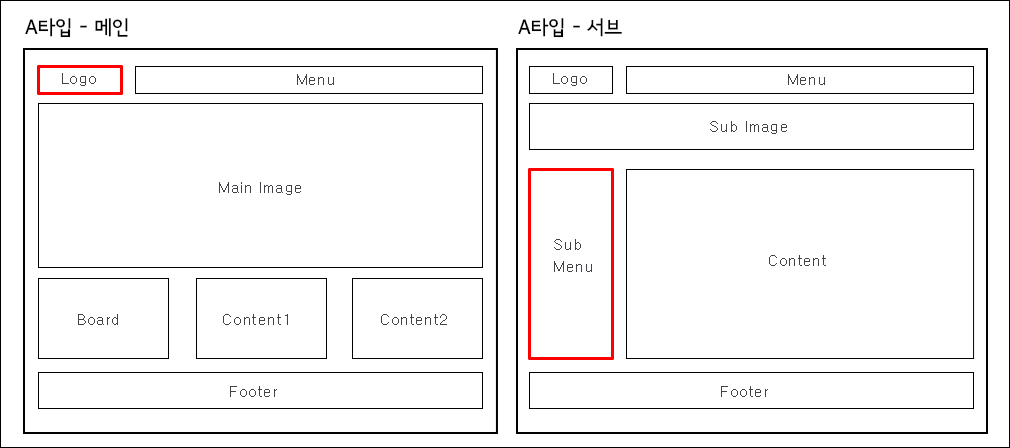 A타입 - 메인
Logo
Menu
Main Image
Board
Content1
Content2
Footer
A타입 - 서브
Logo
Menu
Sub Image
Sub
Menu
Content
Footer